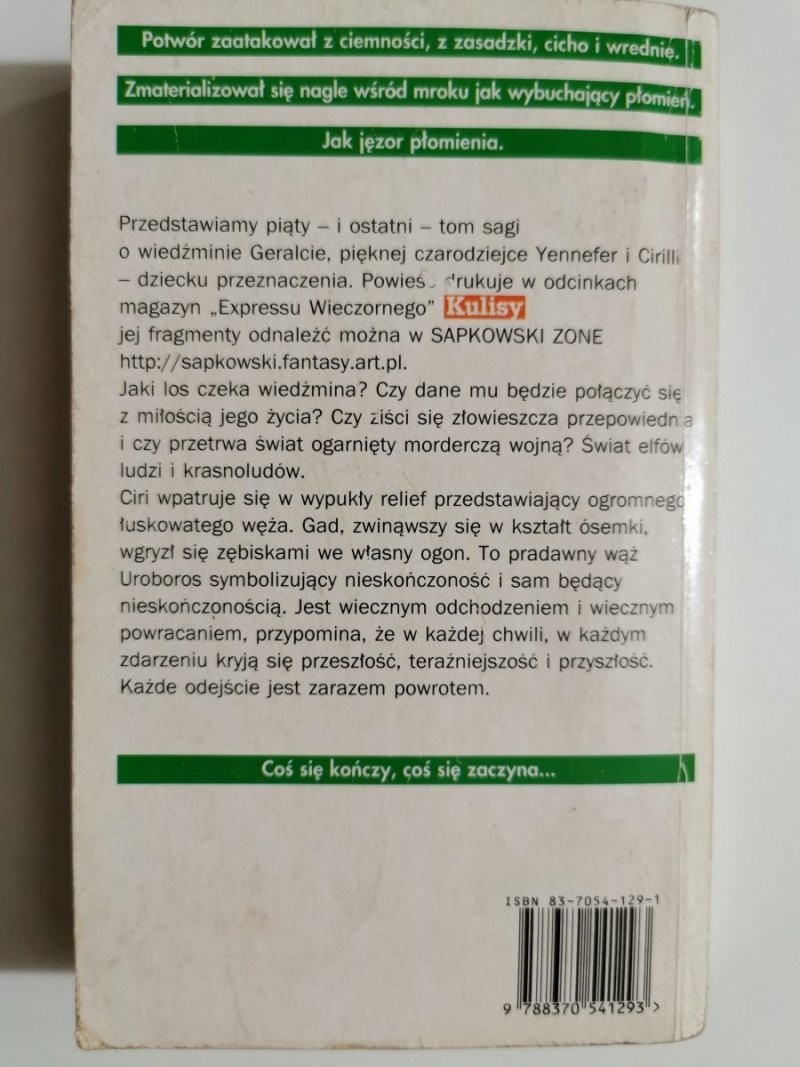 Potwór zaatakował z ciemności, z zasadzki, cicho i wrednie.
Zmaterializował się nagle wśród mroku jak wybuchający płomień.
Jak jęzor płomienia.
Przedstawiamy piąty – i ostatni – tom sagi
o wiedźminie Geralcie, pięknej czarodziejce Yennefer i Cirilli
– dziecku przeznaczenia. drukuje w odcinkach
magazyn „Expressu Wieczornego” Kulisy
jej fragmenty odnaleźć można w SAPKOWSKI ZONE
http://sapkowski.fantasy.art.pl.
Jaki los czeka wiedźmina? Czy dane mu będzie połączyć się
z miłością jego życia? Czy ziści się złowieszcza przepowiednia
i czy przetrwa świat ogarnięty morderczą wojną? Świat elfów
ludzi i krasnoludów.
Ciri wpatruje się w wypukły relief przedstawiający ogromnego
łuskowatego węża. Gad, zwinąwszy się w kształt ósemki,
wgryzł się zębiskami we własny ogon. To pradawny wąż
Uroboros symbolizujący nieskończoność i sam będący
nieskończonością. Jest wiecznym odchodzeniem i wiecznym
powracaniem, przypomina, że w każdej chwili, w każdym
zdarzeniu kryją się przeszłość, teraźniejszość i przyszłość.
Każde odejście jest zarazem powrotem.
Coś się kończy, coś się zaczyna...
ISBN 83-7054-129-1
9 788370 541293 >